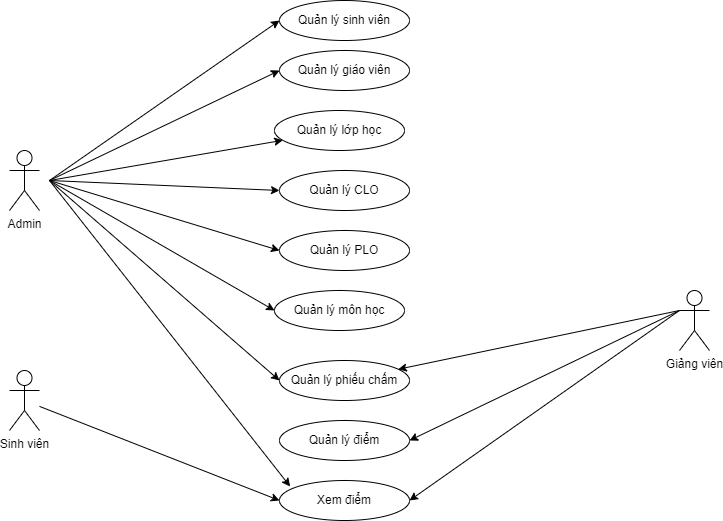 Quản lý sinh viên
Quản lý giáo viên
Quản lý lớp học
Quản lý CLO
Admin
Quản lý PLO
Quản lý môn học
Giảng viên
Quản lý phiếu chấm
Quản lý điểm
Sinh viên
Xem điểm